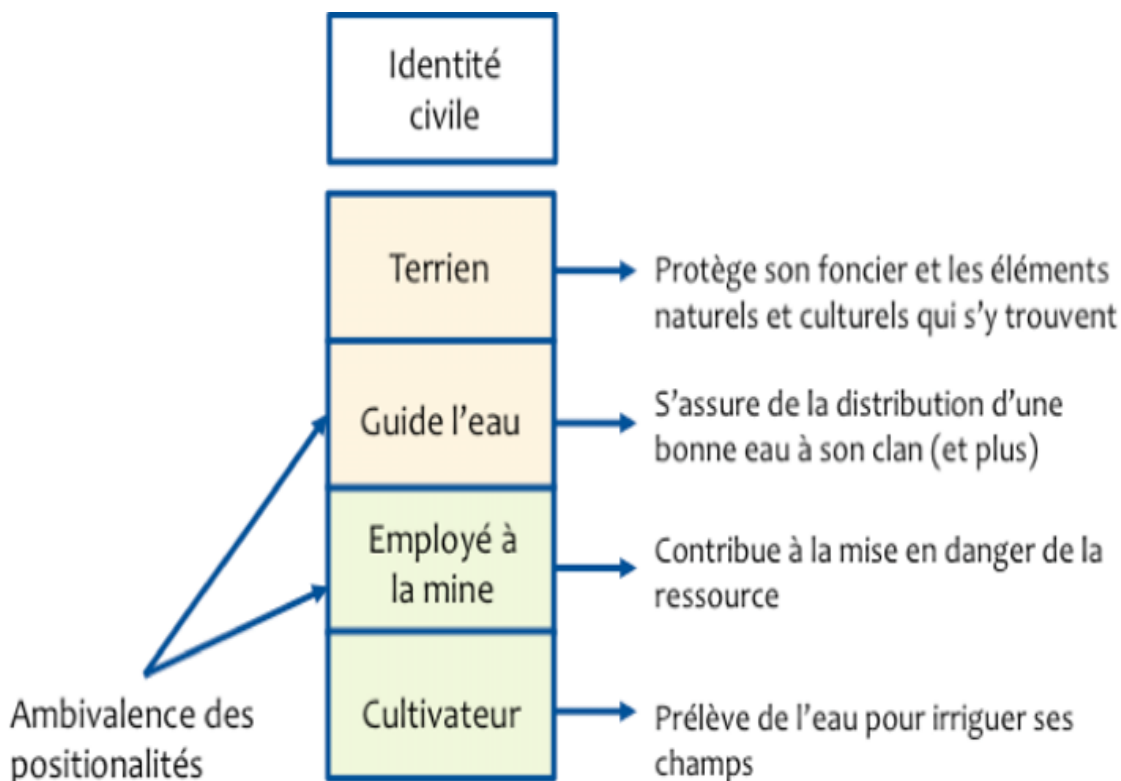 Identité
civile
Terrien
Protège son foncier et les éléments
naturels et culturels qui s'y trouvent
Guide l'eau
S'assure de la distribution d'une
bonne eau à son clan (et plus)
Employé à
la mine
Contribue à la mise en danger de la
ressource
Cultivateur
Prélève de l'eau pour irriguer ses
champs
Ambivalence des
positionalités